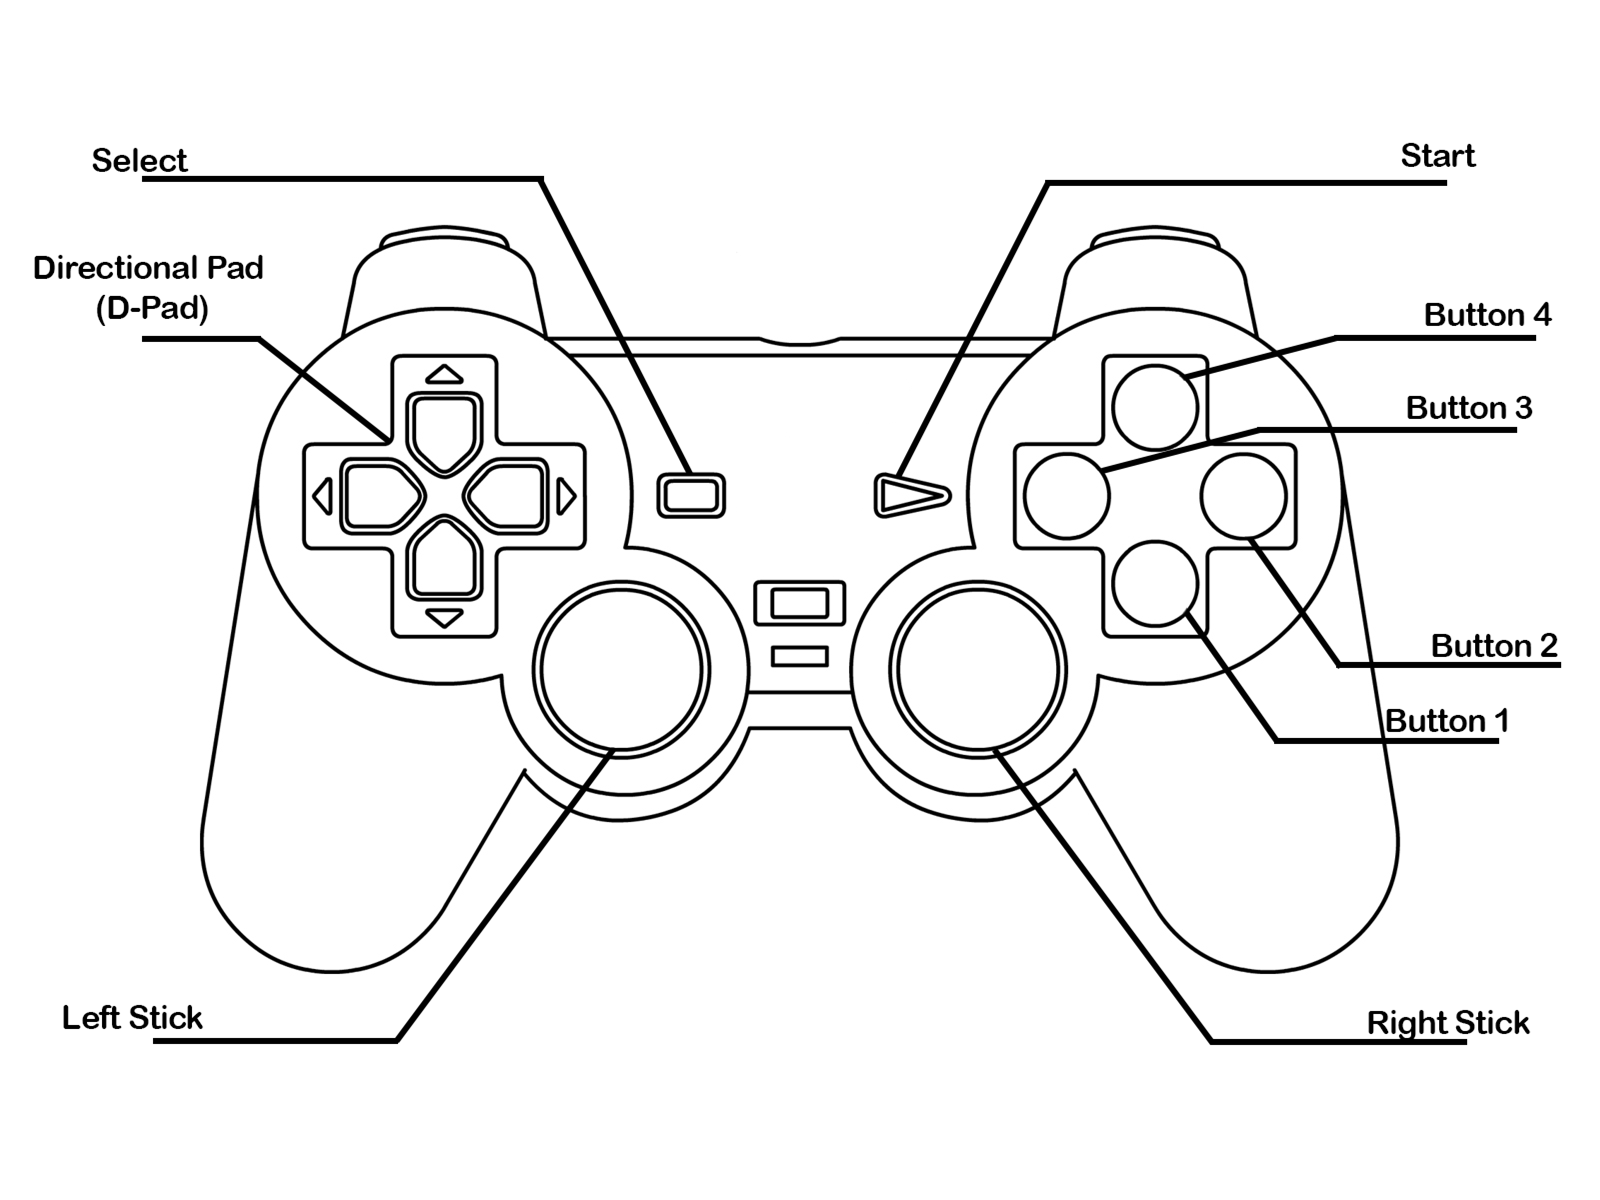 Select
Start
Directional Pad
(D-Pad)
Button 4
Button 3
Button 2
Button 1
Left Stick
Right Stick